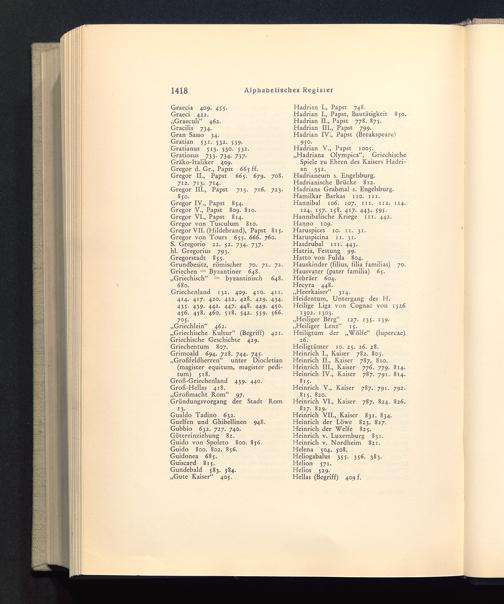 1418 Alphabetisches Register
Graecia 409. 455.
Graeci 422.
„Graeculi“ 462.
Gracilis 734.
Gran Sasso 34.
Gratian 531. 532. 539.
Gratianus 513. 530. 532.
Grationus 733. 734. 737.
Gräko-Italiker 409.
Gregor d. Gr., Papst 665 ff.
Gregor II., Papst 665. 679. 708.
712. 713. 714.
Gregor III., Papst 715. 716. 723.
850.
Gregor IV., Papst 854.
Gregor V., Papst 809. 810.
Gregor VI., Papst 814.
Gregor von Tusculum 810.
Gregor VII. (Hildebrand), Papst 815.
Gregor von Tours 655. 666. 760.
S. Gregorio 22. 52. 734. 737.
hl. Gregorius 793.
Gregorstadt 855.
Grundbesitz, römischer 70. 71. 72.
Griechen = Byzantiner 648.
„Griechisch“ = byzantinisch 648.
680.
Griechenland 132. 409. 410. 411.
414. 417. 420. 422. 428. 429. 434.
435. 439. 442. 447. 448. 449. 450.
456. 458. 460. 518. 542. 559. 566.
705.
„Griechlein“ 462.
„Griechische Kultur“ (Begriff) 421.
Griechische Geschichte 429.
Griechentum 807.
Grimoald 694. 728. 744. 745.
„Großfeldherren“ unter Diocletian
(magister equitum, magister pedi-
tum) 518.
Groß-Griechenland 439. 440.
Groß-Hellas 418.
„Großmacht Rom“ 97.
Gründungsvorgang der Stadt Rom
13.
Gualdo Tadino 632.
Guelfen und Ghibellinen 948.
Gubbio 632. 727. 740.
Gütereinziehung 82.
Guido von Spoleto 800. 856.
Guido 800. 802. 856.
Guidonea 685.
Guiscard 815.
Gundebald 583. 584.
„Gute Kaiser“ 405.
Hadrian I., Papst 748.
Hadrian I., Papst, Bautätigkeit 850.
Hadrian II., Papst 778. 875.
Hadrian III., Papst 799.
Hadrian IV., Papst (Breakspeare)
950.
Hadrian V., Papst 1005.
„Hadriana Olympica“, Griechische
Spiele zu Ehren des Kaisers Hadri-
an 352.
Hadrianeum s. Engelsburg.
Hadrianische Brücke 812.
Hadrians Grabmal s. Engelsburg.
Hamilkar Barkas 110. 111.
Hannibal 106. 107. 111. 112. 114.
124. 157. 158. 417. 443. 595.
Hannibalische Kriege 111. 442.
Hanno 109.
Haruspices 10. 11. 31.
Haruspicina 11. 31.
Hasdrubal 111. 443.
Hatria, Festung 99.
Hatto von Fulda 804.
Hauskinder (filius, filia familias) 70.
Hausvater (pater familias) 65.
Hebräer 604.
Hecyra 448.
„Heerkaiser“ 314.
Heidentum, Untergang des H.
Heilige Liga von Cognac von 1526
1302. 1303.
„Heiliger Berg“ 127. 135. 139.
„Heiliger Lenz“ 15.
Heiligtum der „Wölfe“ (lupercae)
26.
Heiligtümer 10. 25. 26. 28.
Heinrich I., Kaiser 782. 805.
Heinrich II., Kaiser 787. 810.
Heinrich III., Kaiser 776. 779. 814.
Heinrich IV., Kaiser 787. 791. 814.
815.
Heinrich V., Kaiser 787. 791. 792.
815. 820.
Heinrich VI., Kaiser 787. 824. 826.
827. 829.
Heinrich VII., Kaiser 831. 834.
Heinrich der Löwe 823. 827.
Heinrich der Welfe 825.
Heinrich v. Luxemburg 831.
Heinrich v. Nordheim 821.
Helena 504. 508.
Heliogabalus 355. 356. 383.
Helion 571.
Helios 529.
Hellas (Begriff) 409 f.